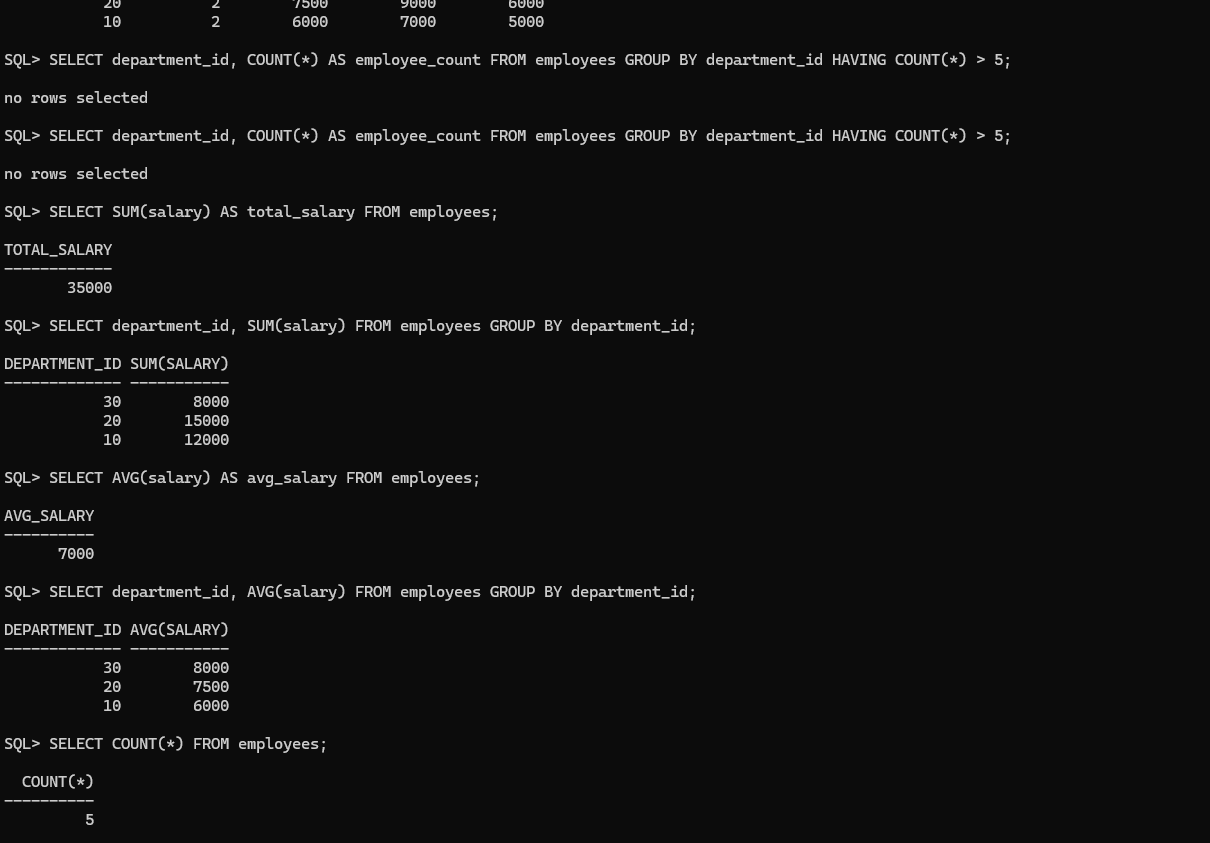 20 2 7500 9000 6000
10 2 6000 7000 5000
SQL> SELECT department_id, COUNT(*) AS employee_count FROM employees GROUP BY department_id HAVING COUNT(*) > 5;
no rows selected
SQL> SELECT department_id, COUNT(*) AS employee_count FROM employees GROUP BY department_id HAVING COUNT(*) > 5;
no rows selected
SQL> SELECT SUM(salary) AS total_salary FROM employees;
TOTAL_SALARY
------------
35000
SQL> SELECT department_id, SUM(salary) FROM employees GROUP BY department_id;
DEPARTMENT_ID SUM(SALARY)
------------- -----------
30 8000
20 15000
10 12000
SQL> SELECT AVG(salary) AS avg_salary FROM employees;
AVG_SALARY
----------
7000
SQL> SELECT department_id, AVG(salary) FROM employees GROUP BY department_id;
DEPARTMENT_ID AVG(SALARY)
------------- -----------
30 8000
20 7500
10 6000
SQL> SELECT COUNT(*) FROM employees;
COUNT(*)
----------
5